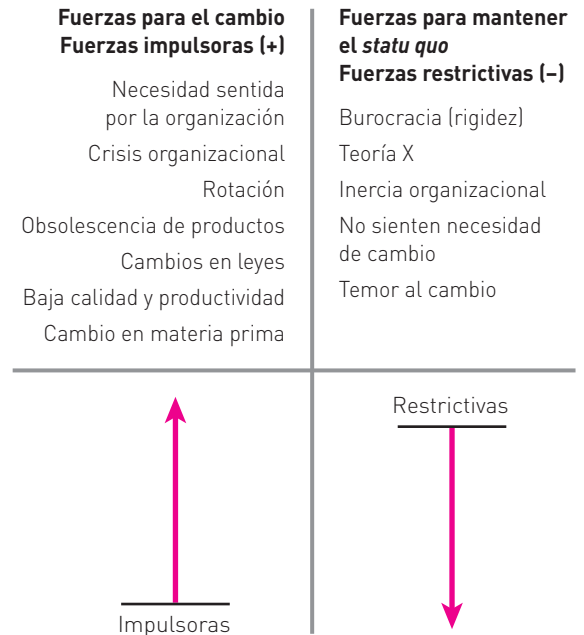 Fuerzas para el cambio
Fuerzas impulsoras (+)
Necesidad sentida
por la organización
Crisis organizacional
Rotación
Obsolescencia de productos
Cambios en leyes
Baja calidad y productividad
Cambio en materia prima
Fuerzas para mantener
el statu quo
Fuerzas restrictivas (–)
Burocracia (rigidez)
Teoría X
Inercia organizacional
No sienten necesidad
de cambio
Temor al cambio
Impulsoras
Restrictivas